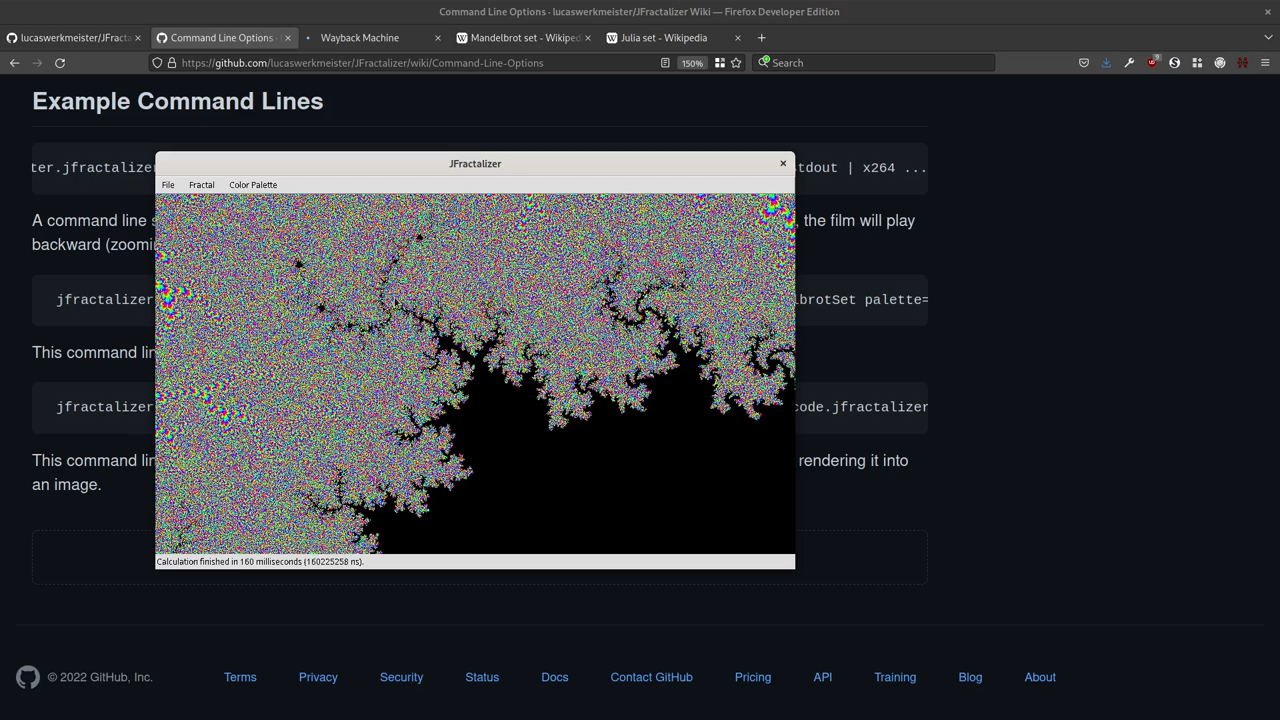 Command Line Options · lucaswerkmeister/JFractalizer Wiki — Firefox Developer Edition
lucaswerkmeister/JFracta
Command Line Options ·
Wayback Machine
Mandelbrot set - Wikiped
Julia set - Wikipedia
https://github.com/lucaswerkmeister/JFractalizer/wiki/Command-Line-Options
150%
Search
Example Command Lines
ter.jfractalizer
tdout | x264 ...
JFractalizer
File Fractal Color Palette
A command line s
, the film will play
backward (zoomin
jfractalizer
lbrotSet palette=
This command lin
jfractalizer
code.jfractalizer
This command lin
rendering it into
an image.
Calculation finished in 160 milliseconds (160225258 ns).
© 2022 GitHub, Inc.
Terms
Privacy
Security
Status
Docs
Contact GitHub
Pricing
API
Training
Blog
About